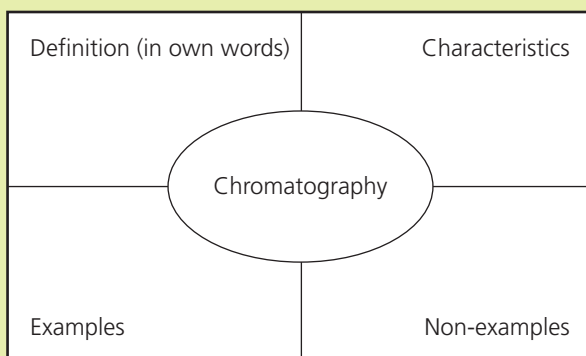 Definition (in own words)
Characteristics
Chromatography
Examples
Non-examples